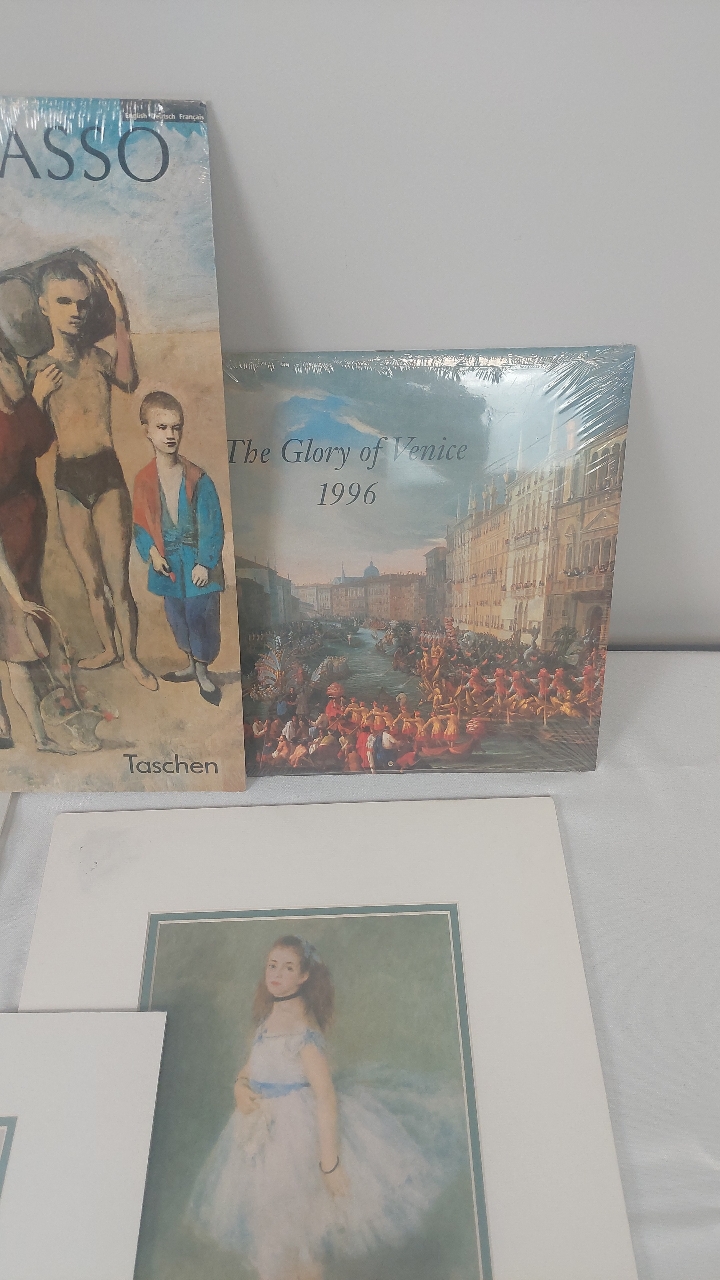 English Deutsch Français
ASSO
The Glory of Venice
1996
Taschen